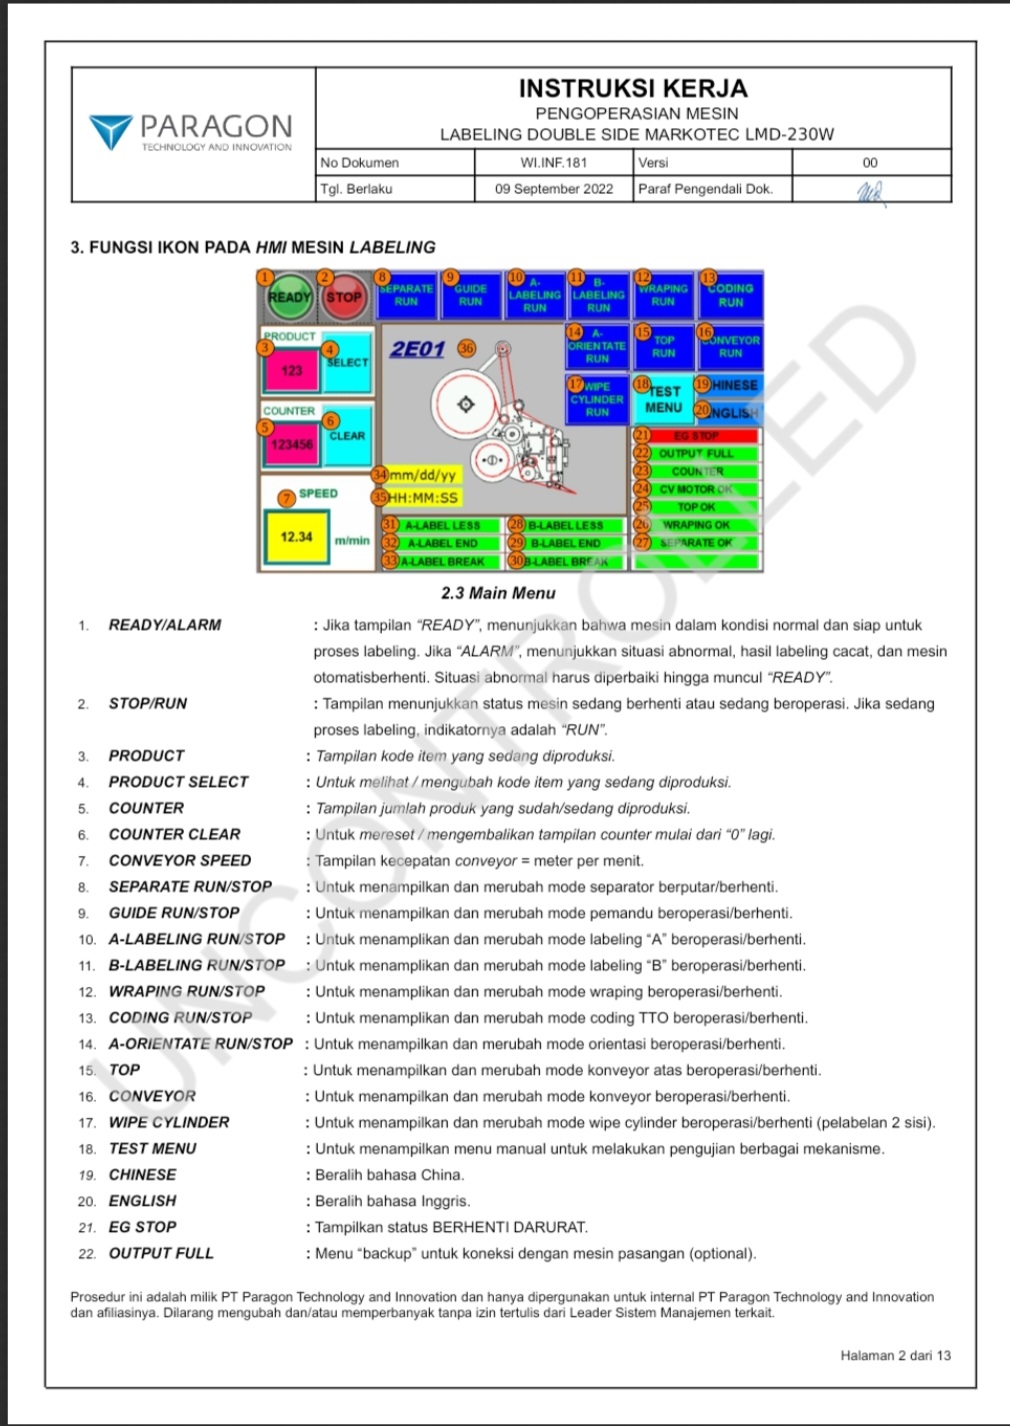 PARAGON
TECHNOLOGY AND INNOVATION
INSTRUKSI KERJA
PENGOPERASIAN MESIN
LABELING DOUBLE SIDE MARKOTEC LMD-230W
No Dokumen WI.INF.181 Versi 00
Tgl. Berlaku 09 September 2022 Paraf Pengendali Dok.
3. FUNGSI IKON PADA HMI MESIN LABELING
1 READY
2 STOP
8 SEPARATE RUN
9 GUIDE RUN
10 A-LABELING RUN
11 B-LABELING RUN
12 WRAPING RUN
13 CODING RUN
PRODUCT
3 123
4 SELECT
2E01 36
14 A-ORIENTATE RUN
15 TOP RUN
16 CONVEYOR RUN
17 WIPE CYLINDER RUN
18 TEST MENU
19 HINESE
20 NGLISH
COUNTER
5 123456
6 CLEAR
21 EG STOP
22 OUTPUT FULL
23 COUNTER
24 CV MOTOR OK
25 TOP OK
26 WRAPING OK
27 SEPARATE OK
34 mm/dd/yy
35 HH:MM:SS
7 SPEED
12.34 m/min
31 A-LABEL LESS
28 B-LABEL LESS
32 A-LABEL END
29 B-LABEL END
33 A-LABEL BREAK
30 B-LABEL BREAK
2.3 Main Menu
1. READY/ALARM : Jika tampilan “READY”, menunjukkan bahwa mesin dalam kondisi normal dan siap untuk
proses labeling. Jika “ALARM”, menunjukkan situasi abnormal, hasil labeling cacat, dan mesin
otomatisberhenti. Situasi abnormal harus diperbaiki hingga muncul “READY”.
2. STOP/RUN : Tampilan menunjukkan status mesin sedang berhenti atau sedang beroperasi. Jika sedang
proses labeling, indikatornya adalah “RUN”.
3. PRODUCT : Tampilan kode item yang sedang diproduksi.
4. PRODUCT SELECT : Untuk melihat / mengubah kode item yang sedang diproduksi.
5. COUNTER : Tampilan jumlah produk yang sudah/sedang diproduksi.
6. COUNTER CLEAR : Untuk mereset / mengembalikan tampilan counter mulai dari “0” lagi.
7. CONVEYOR SPEED : Tampilan kecepatan conveyor = meter per menit.
8. SEPARATE RUN/STOP : Untuk menampilkan dan merubah mode separator berputar/berhenti.
9. GUIDE RUN/STOP : Untuk menampilkan dan merubah mode pemandu beroperasi/berhenti.
10. A-LABELING RUN/STOP : Untuk menamplikan dan merubah mode labeling “A” beroperasi/berhenti.
11. B-LABELING RUN/STOP : Untuk menamplikan dan merubah mode labeling “B” beroperasi/berhenti.
12. WRAPING RUN/STOP : Untuk menamplikan dan merubah mode wraping beroperasi/berhenti.
13. CODING RUN/STOP : Untuk menamplikan dan merubah mode coding TTO beroperasi/berhenti.
14. A-ORIENTATE RUN/STOP : Untuk menampilkan dan merubah mode orientasi beroperasi/berhenti.
15. TOP : Untuk menampilkan dan merubah mode konveyor atas beroperasi/berhenti.
16. CONVEYOR : Untuk menampilkan dan merubah mode konveyor beroperasi/berhenti.
17. WIPE CYLINDER : Untuk menampilkan dan merubah mode wipe cylinder beroperasi/berhenti (pelabelan 2 sisi).
18. TEST MENU : Untuk menampilkan menu manual untuk melakukan pengujian berbagai mekanisme.
19. CHINESE : Beralih bahasa China.
20. ENGLISH : Beralih bahasa Inggris.
21. EG STOP : Tampilkan status BERHENTI DARURAT.
22. OUTPUT FULL : Menu “backup” untuk koneksi dengan mesin pasangan (optional).
UNCONTROLLED
Prosedur ini adalah milik PT Paragon Technology and Innovation dan hanya dipergunakan untuk internal PT Paragon Technology and Innovation
dan afiliasinya. Dilarang mengubah dan/atau memperbanyak tanpa izin tertulis dari Leader Sistem Manajemen terkait.
Halaman 2 dari 13